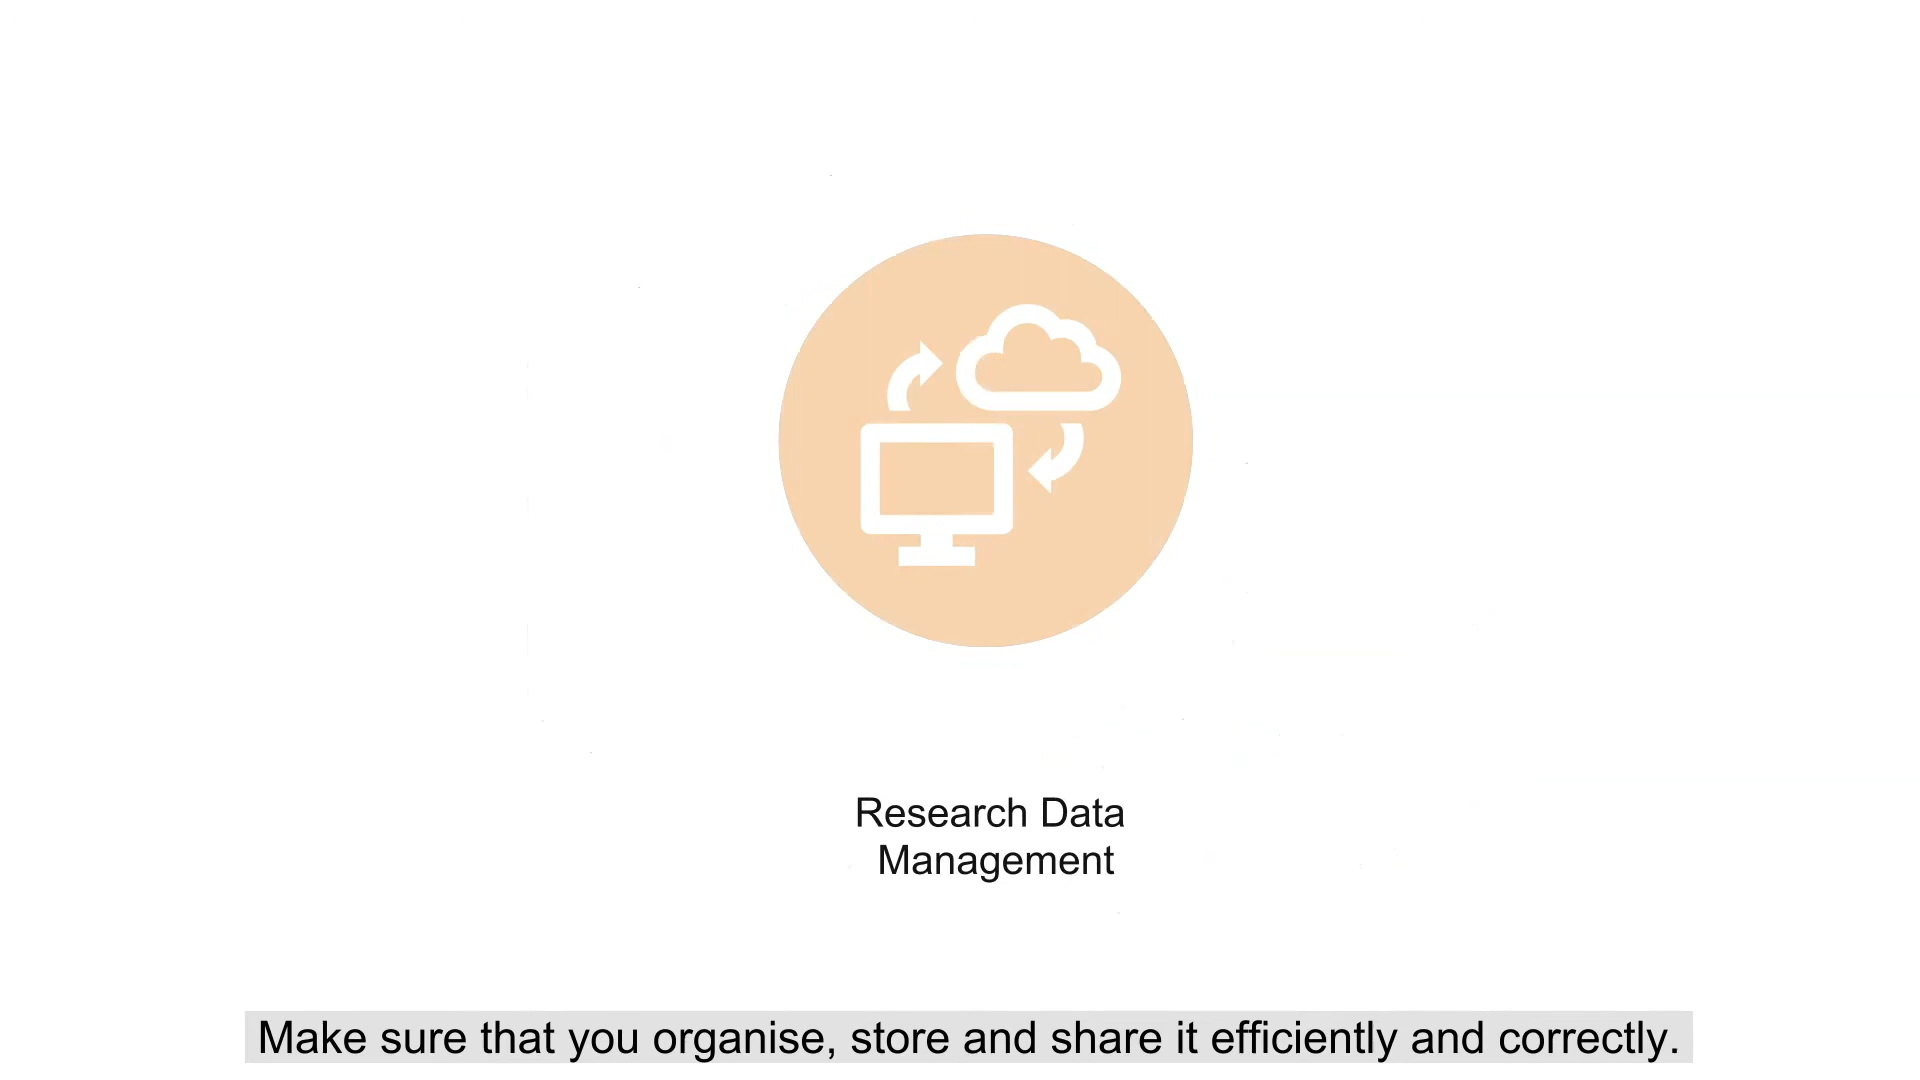 Research Data
Management
Make sure that you organise, store and share it efficiently and correctly.